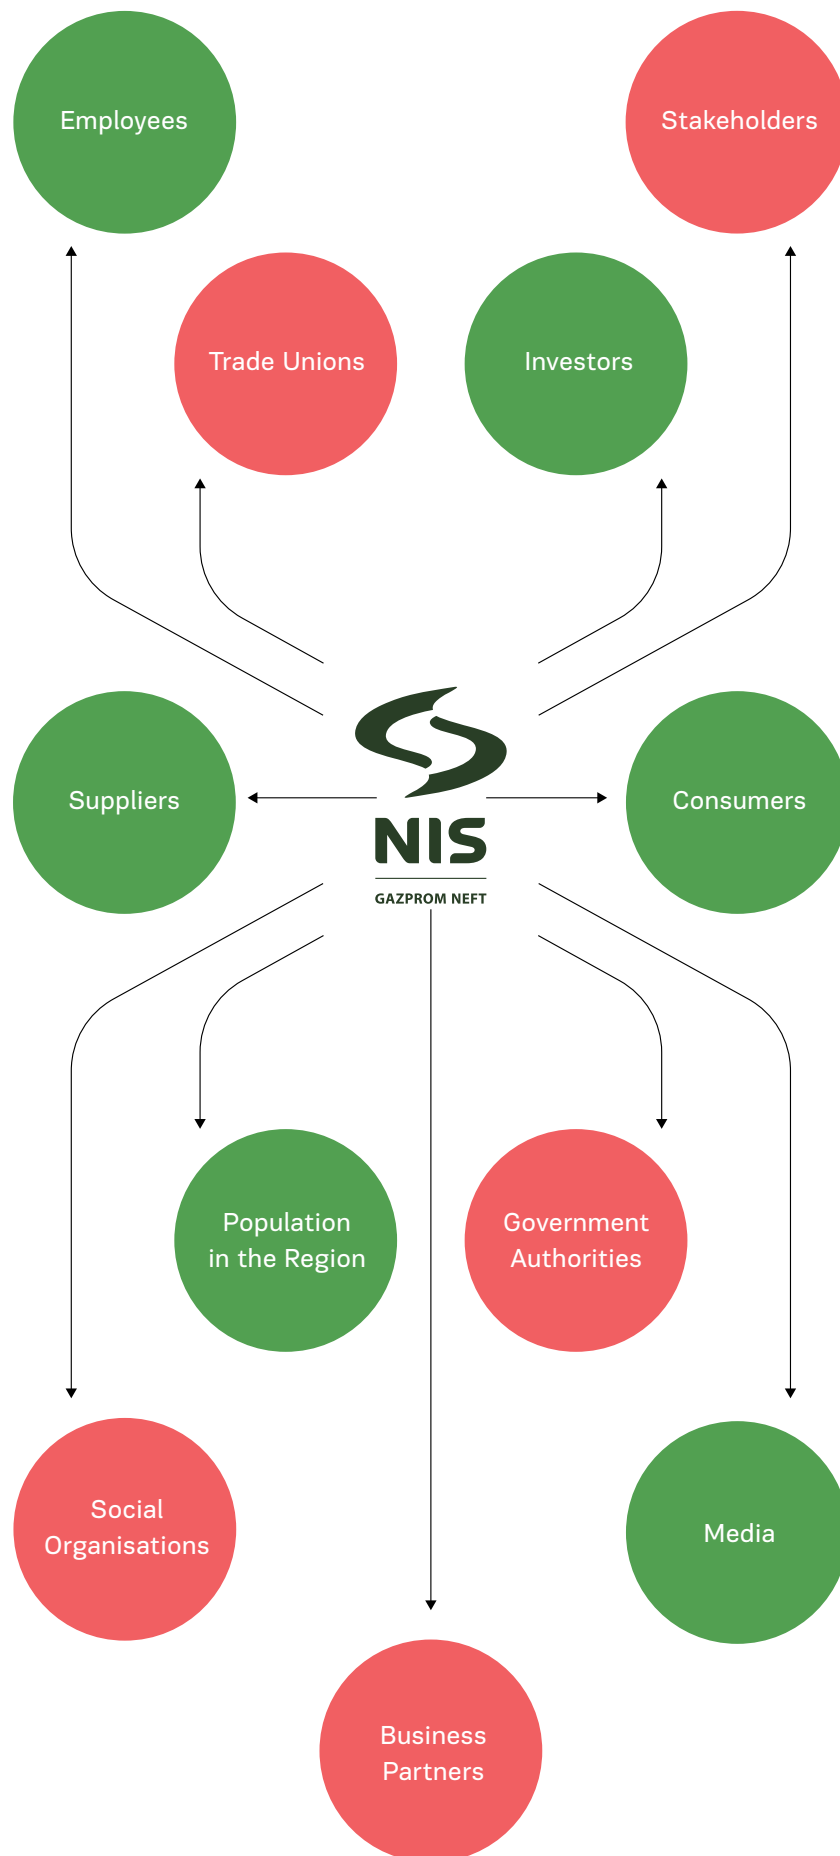 Employees
Stakeholders
Trade Unions
Investors
Suppliers
Consumers
NIS
GAZPROM NEFT
Population
in the Region
Government
Authorities
Social
Organisations
Media
Business
Partners